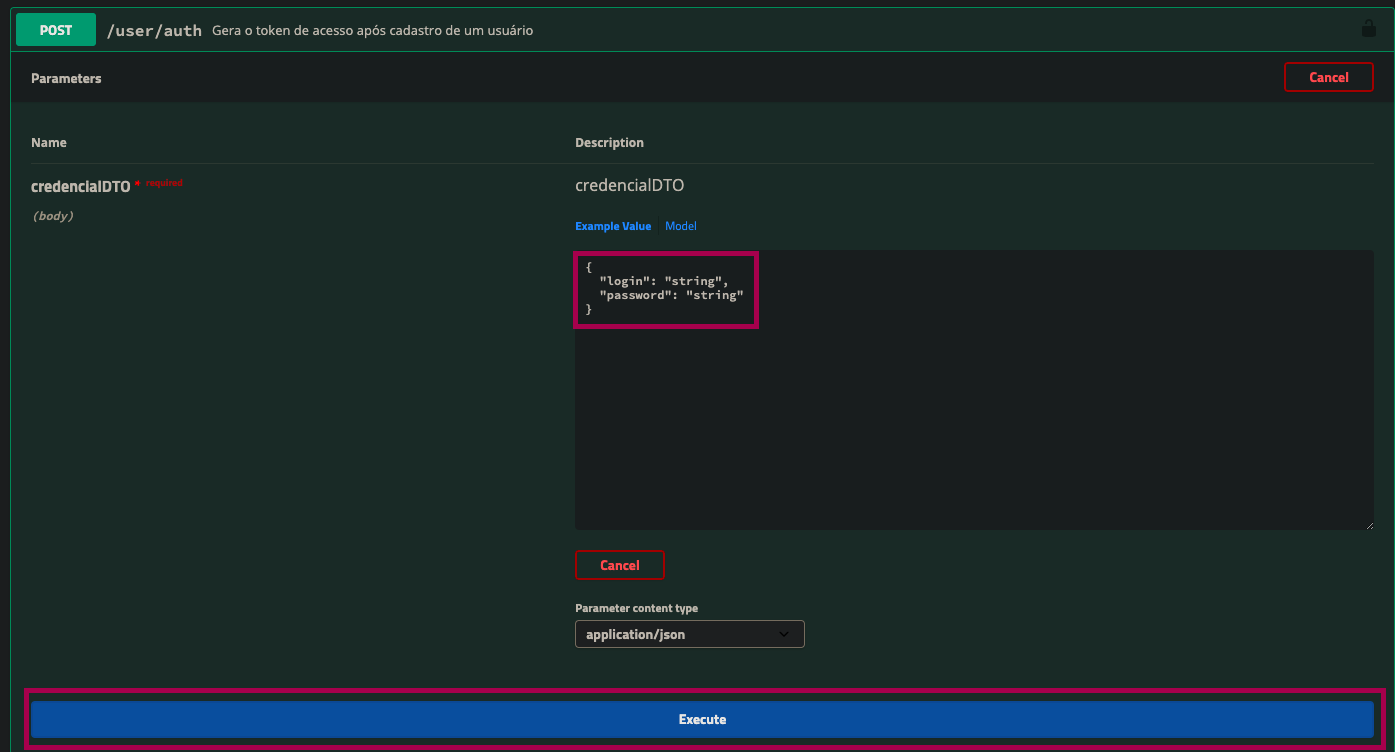 POST /user/auth Gera o token de acesso após cadastro de um usuário
Parameters Cancel
Name Description
credencialDTO * required credencialDTO
(body)
Example Value Model
{
"login": "string",
"password": "string"
}
Cancel
Parameter content type
application/json
Execute